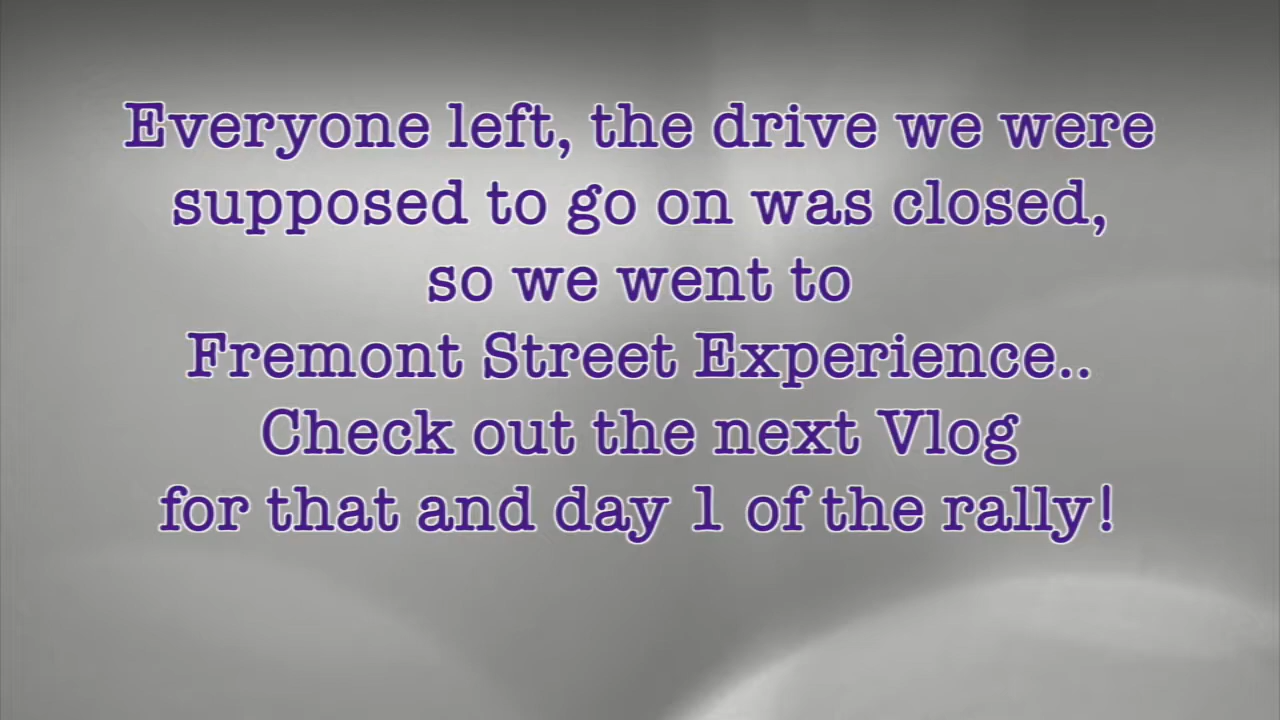 Everyone left, the drive we were
supposed to go on was closed,
so we went to
Fremont Street Experience..
Check out the next Vlog
for that and day 1 of the rally!